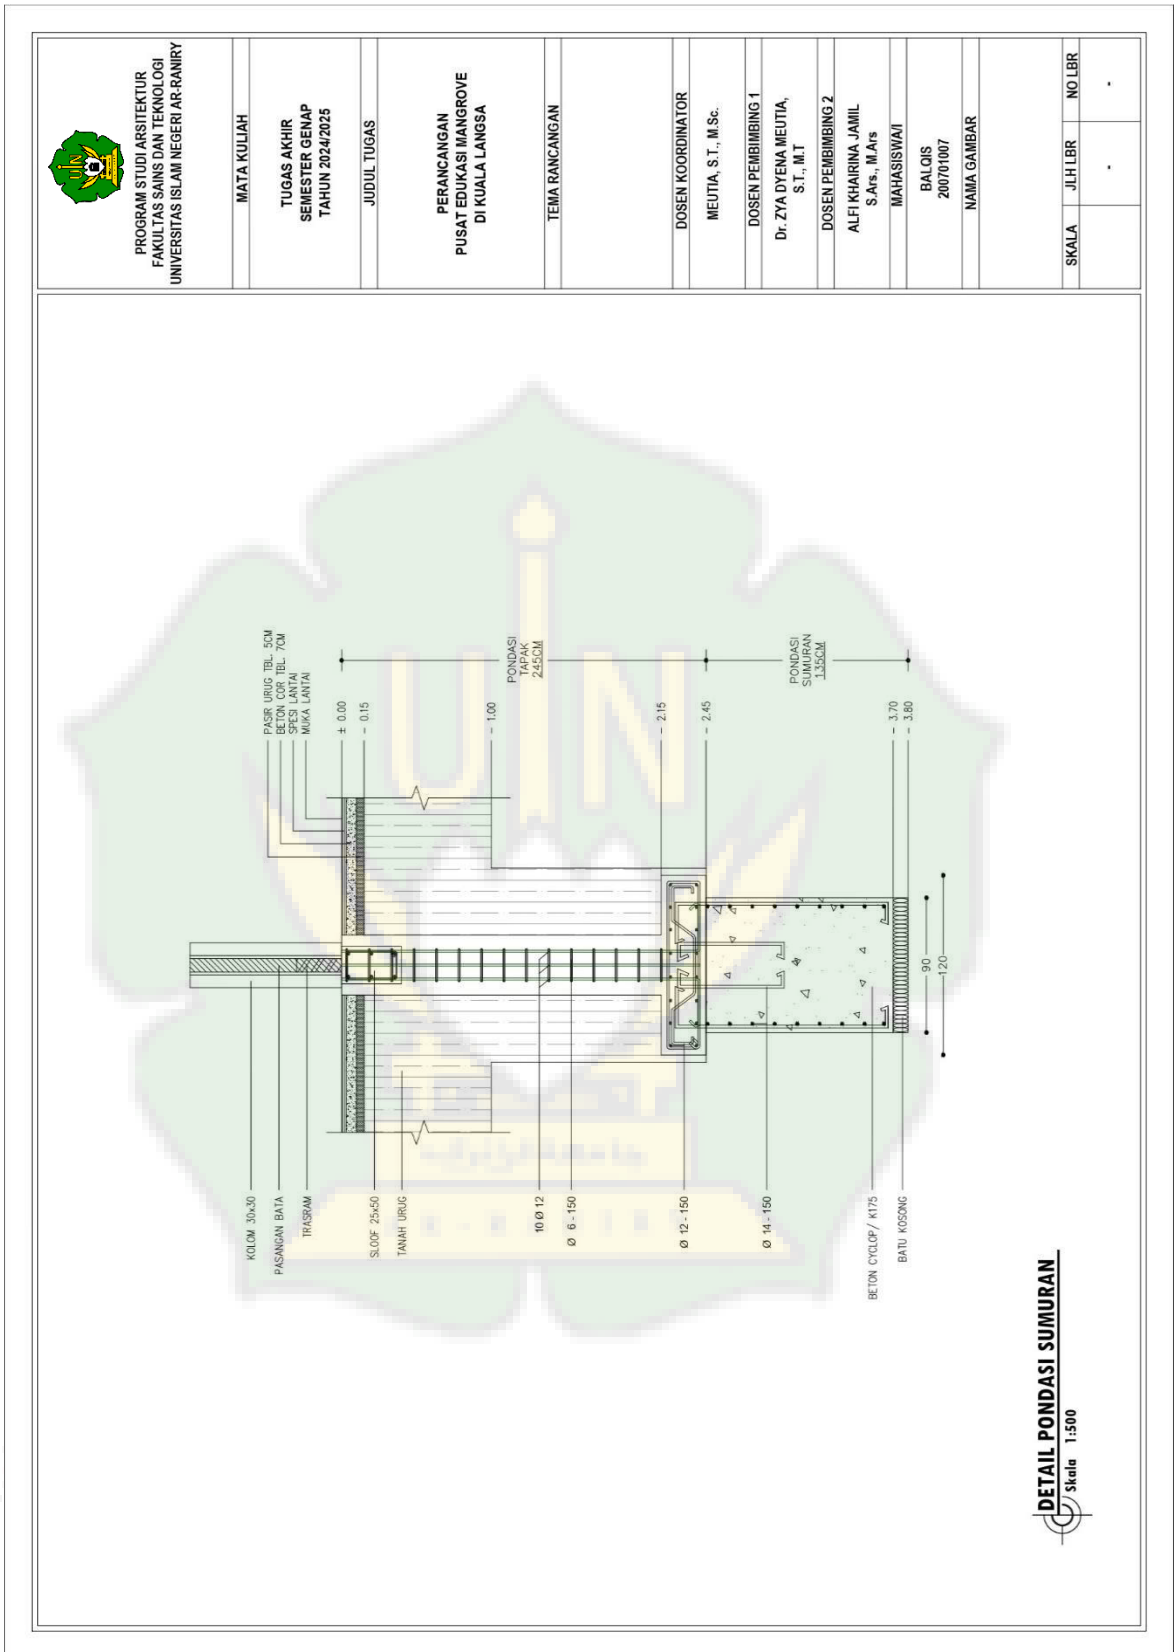 PROGRAM STUDI ARSITEKTUR
FAKULTAS SAINS DAN TEKNOLOGI
UNIVERSITAS ISLAM NEGERI AR-RANIRY
MATA KULIAH
TUGAS AKHIR
SEMESTER GENAP
TAHUN 2024/2025
JUDUL TUGAS
PERANCANGAN
PUSAT EDUKASI MANGROVE
DI KUALA LANGSA
TEMA RANCANGAN
DOSEN KOORDINATOR
MEUTIA, S.T., M.Sc.
DOSEN PEMBIMBING 1
Dr. ZYA DYENA MEUTIA,
S.T., M.T
DOSEN PEMBIMBING 2
ALFI KHAIRINA JAMIL
S.Ars., M.Ars
MAHASISWA/I
BALQIS
200701007
NAMA GAMBAR
SKALA
JLH LBR
NO LBR
-
-
KOLOM 30x30
PASANGAN BATA
TRASRAM
SLOOF 25x50
TANAH URUG
10 Ø 12
Ø 6 - 150
Ø 12 - 150
Ø 14 - 150
BETON CYCLOP/ K175
BATU KOSONG
PASIR URUG TBL. 5CM
BETON COR TBL. 7CM
SPESI LANTAI
MUKA LANTAI
± 0.00
- 0.15
- 1.00
- 2.15
- 2.45
- 3.70
- 3.80
PONDASI
TAPAK
245CM
PONDASI
SUMURAN
135CM
90
120
UIN
DETAIL PONDASI SUMURAN
Skala 1:500